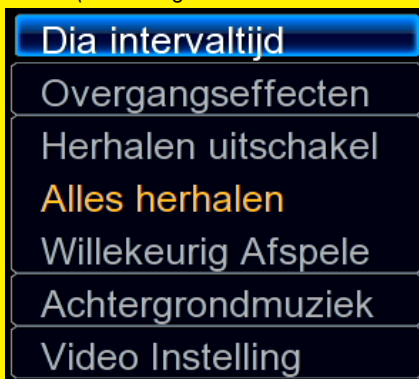 Dia intervaltijd
Overgangseffecten
Herhalen uitschakel
Alles herhalen
Willekeurig Afspele
Achtergrondmuziek
Video Instelling